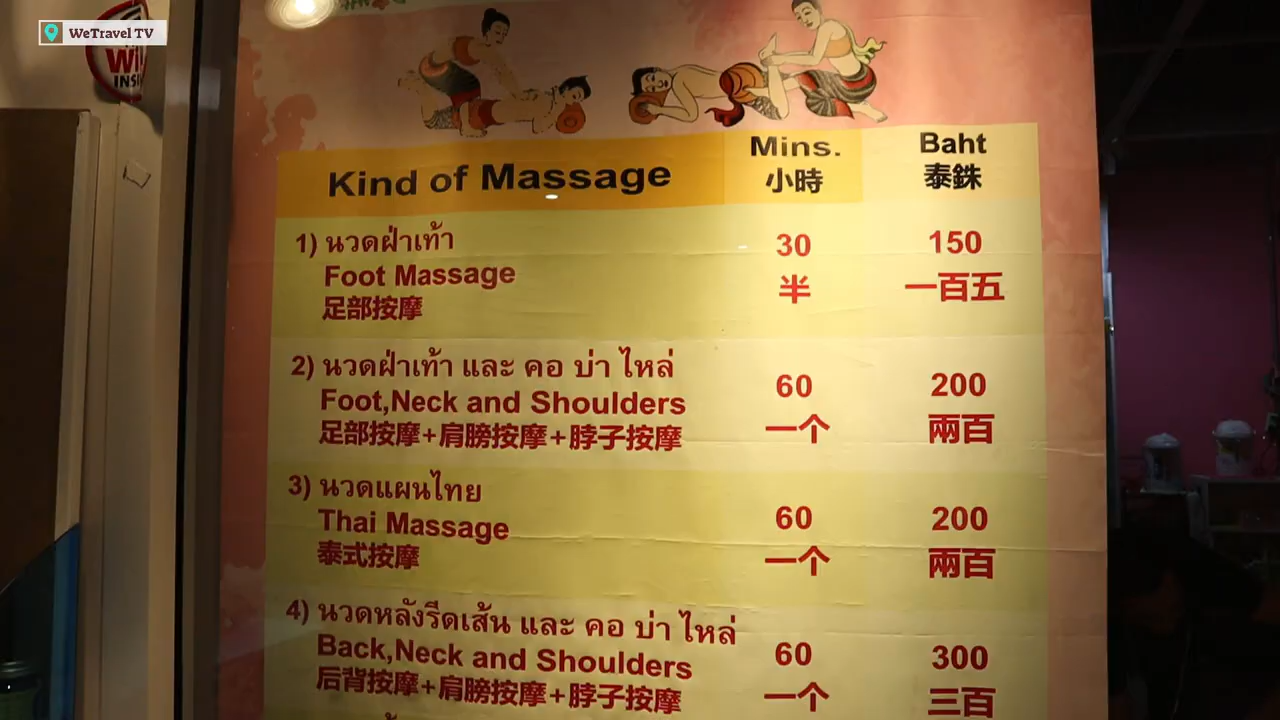 WeTravel TV
INSI
Kind of Massage
Mins.
小時
Baht
泰銖
1) นวดฝ่าเท้า
Foot Massage
足部按摩
30
半
150
一百五
2) นวดฝ่าเท้า และ คอ บ่า ไหล่
Foot,Neck and Shoulders
足部按摩+肩膀按摩+脖子按摩
60
一个
200
兩百
3) นวดแผนไทย
Thai Massage
泰式按摩
60
一个
200
兩百
4) นวดหลังรีดเส้น และ คอ บ่า ไหล่
Back,Neck and Shoulders
后背按摩+肩膀按摩+脖子按摩
60
一个
300
三百